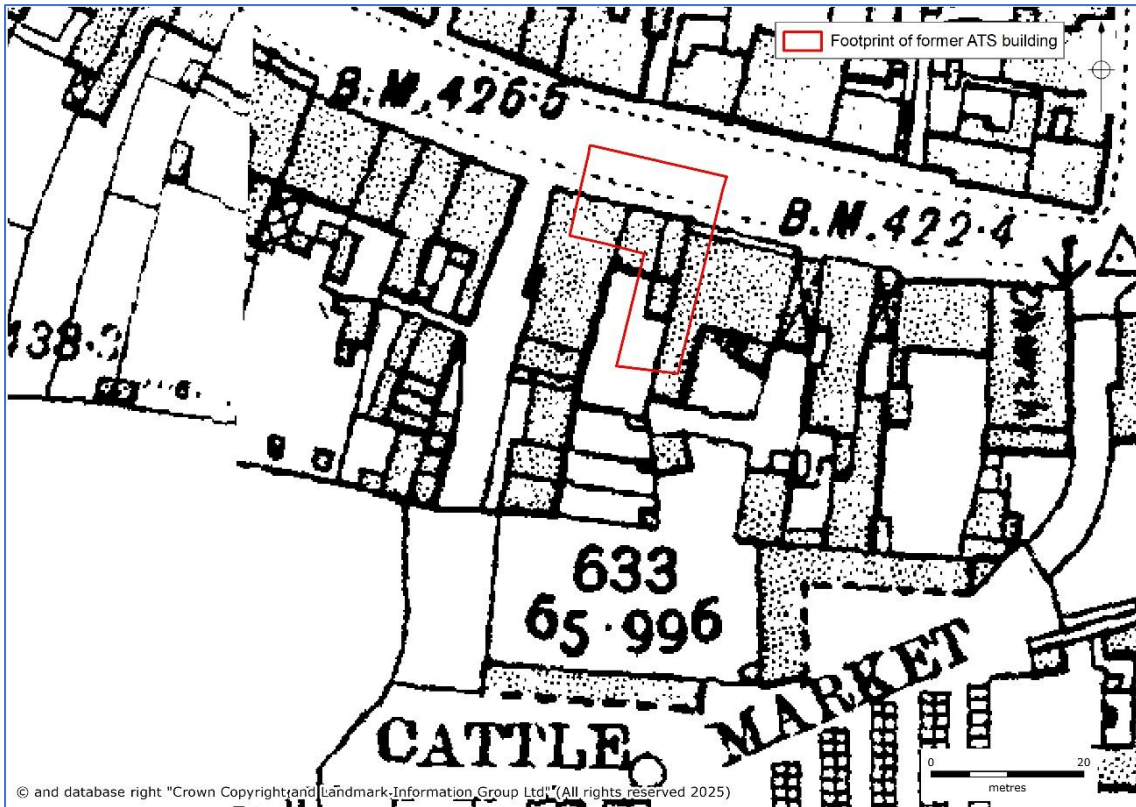 Footprint of former ATS building
B.M. 426·5
B.M. 422·4
633
65·996
CATTLE
MARKET
0 20
metres
© and database right "Crown Copyright and Landmark Information Group Ltd" (All rights reserved 2025)